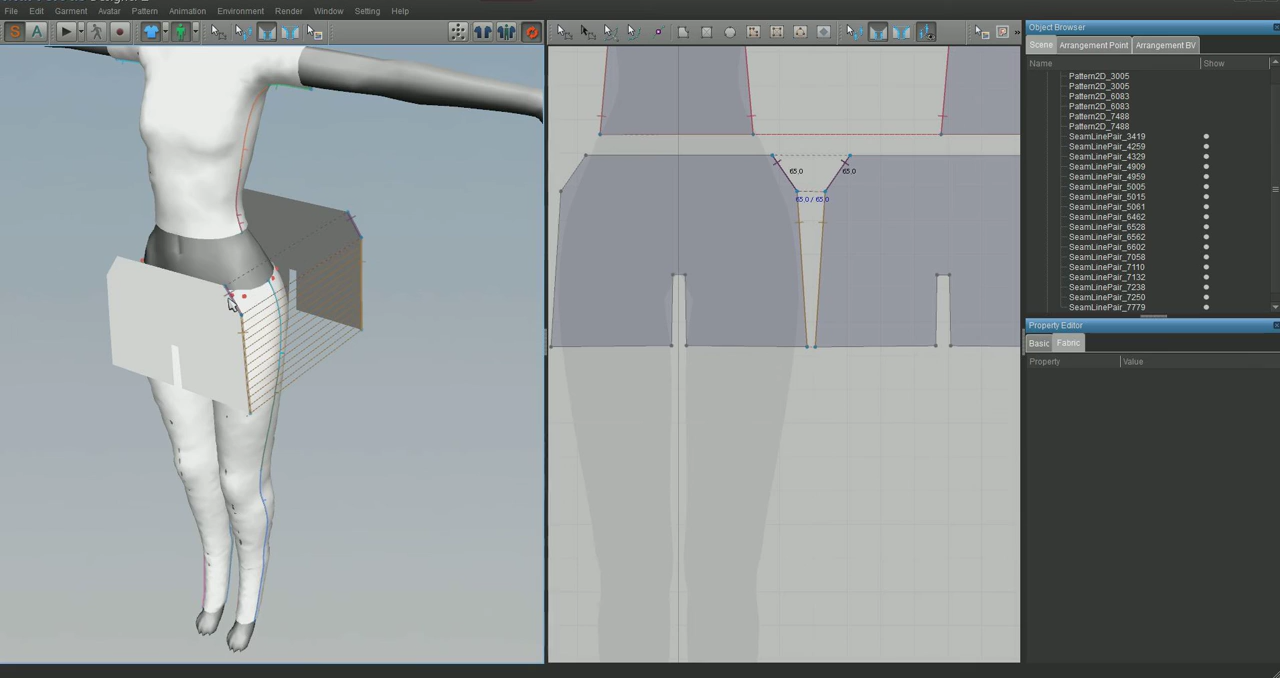 File Edit Garment Avatar Pattern Animation Environment Render Window Setting Help
S A
Object Browser
Scene Arrangement Point Arrangement BV
Name Show
Pattern2D_3005
Pattern2D_3005
Pattern2D_6083
Pattern2D_6083
Pattern2D_7488
Pattern2D_7488
SeamLinePair_3419
SeamLinePair_4259
SeamLinePair_4329
SeamLinePair_4909
SeamLinePair_4959
SeamLinePair_5005
SeamLinePair_5015
SeamLinePair_5061
SeamLinePair_6462
SeamLinePair_6528
SeamLinePair_6562
SeamLinePair_6602
SeamLinePair_7058
SeamLinePair_7110
SeamLinePair_7132
SeamLinePair_7238
SeamLinePair_7250
SeamLinePair_7779
Property Editor
Basic Fabric
Property Value
65.0 65.0
65.0 / 65.0